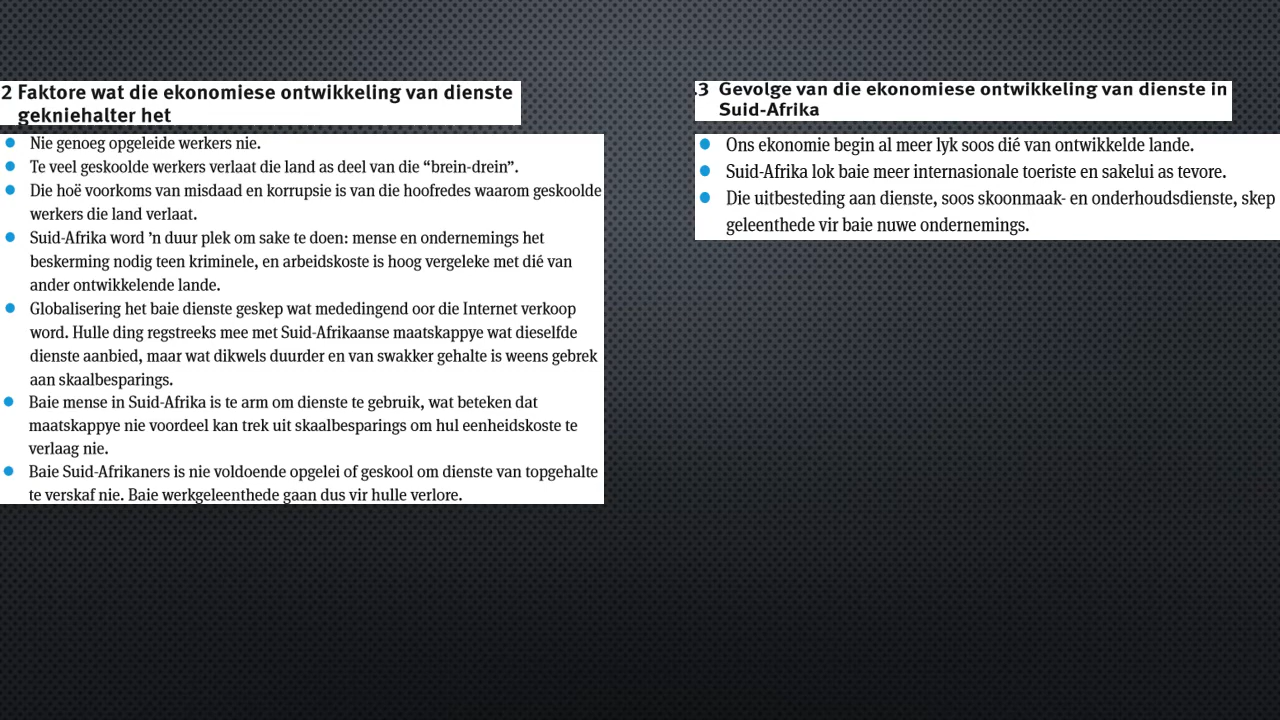 2 Faktore wat die ekonomiese ontwikkeling van dienste
gekniehalter het
● Nie genoeg opgeleide werkers nie.
● Te veel geskoolde werkers verlaat die land as deel van die “brein-drein”.
● Die hoë voorkoms van misdaad en korrupsie is van die hoofredes waarom geskoolde
werkers die land verlaat.
● Suid-Afrika word ’n duur plek om sake te doen: mense en ondernemings het
beskerming nodig teen kriminele, en arbeidskoste is hoog vergeleke met dié van
ander ontwikkelende lande.
● Globalisering het baie dienste geskep wat mededingend oor die Internet verkoop
word. Hulle ding regstreeks mee met Suid-Afrikaanse maatskappye wat dieselfde
dienste aanbied, maar wat dikwels duurder en van swakker gehalte is weens gebrek
aan skaalbesparings.
● Baie mense in Suid-Afrika is te arm om dienste te gebruik, wat beteken dat
maatskappye nie voordeel kan trek uit skaalbesparings om hul eenheidskoste te
verlaag nie.
● Baie Suid-Afrikaners is nie voldoende opgelei of geskool om dienste van topgehalte
te verskaf nie. Baie werkgeleenthede gaan dus vir hulle verlore.
.3 Gevolge van die ekonomiese ontwikkeling van dienste in
Suid-Afrika
● Ons ekonomie begin al meer lyk soos dié van ontwikkelde lande.
● Suid-Afrika lok baie meer internasionale toeriste en sakelui as tevore.
● Die uitbesteding aan dienste, soos skoonmaak- en onderhoudsdienste, skep
geleenthede vir baie nuwe ondernemings.